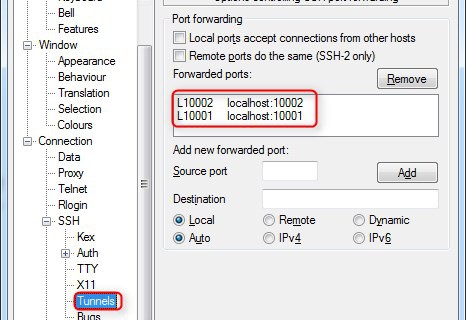 Keyboard
Bell
Features
Window
Appearance
Behaviour
Translation
Selection
Colours
Connection
Data
Proxy
Telnet
Rlogin
SSH
Kex
Auth
TTY
X11
Tunnels
Bugs
Options controlling SSH port forwarding
Port forwarding
Local ports accept connections from other hosts
Remote ports do the same (SSH-2 only)
Forwarded ports:
Remove
L10002 localhost:10002
L10001 localhost:10001
Add new forwarded port:
Source port
Add
Destination
Local Remote Dynamic
Auto IPv4 IPv6